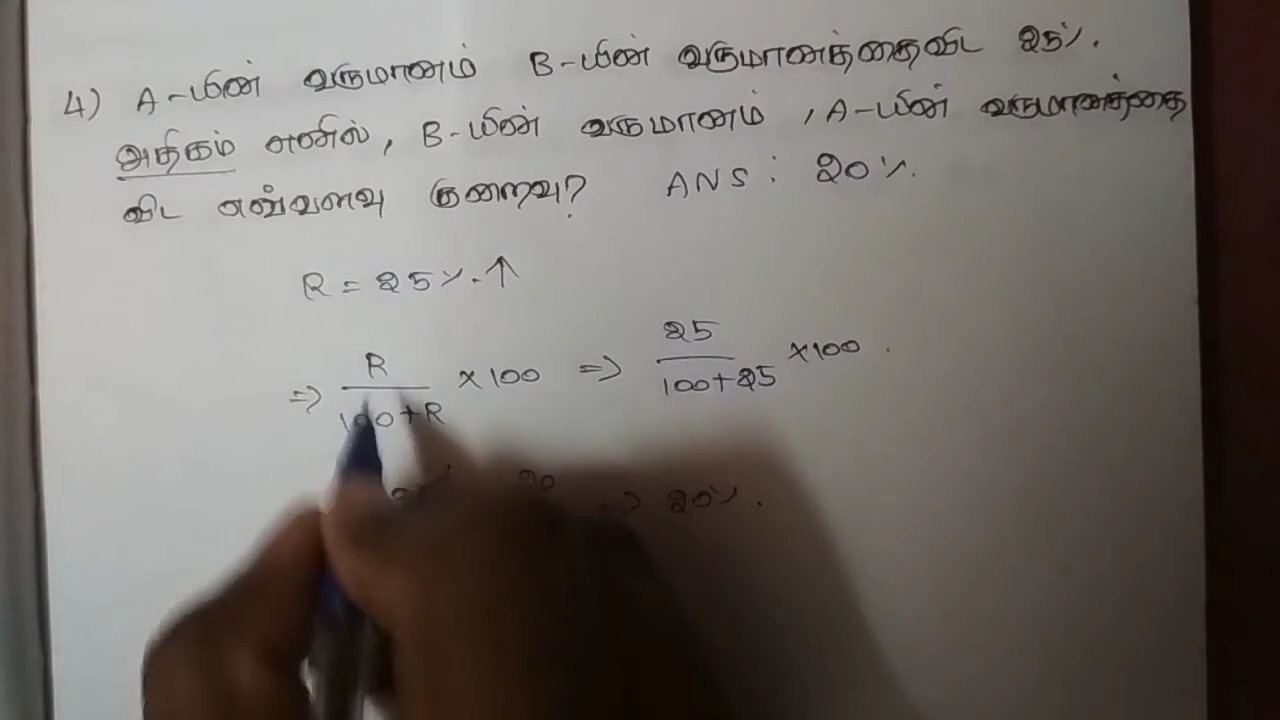 4) A-யின் வருமானம் B-யின் வருமானத்தைவிட 25%.
அதிகம் எனில், B-யின் வருமானம், A-யின் வருமானத்தை
விட எவ்வளவு குறைவு? ANS : 20%.
R = 25%.↑
⇒ R/100+R ×100 ⇒ 25/100+25 ×100.
20 ⇒ 20%.